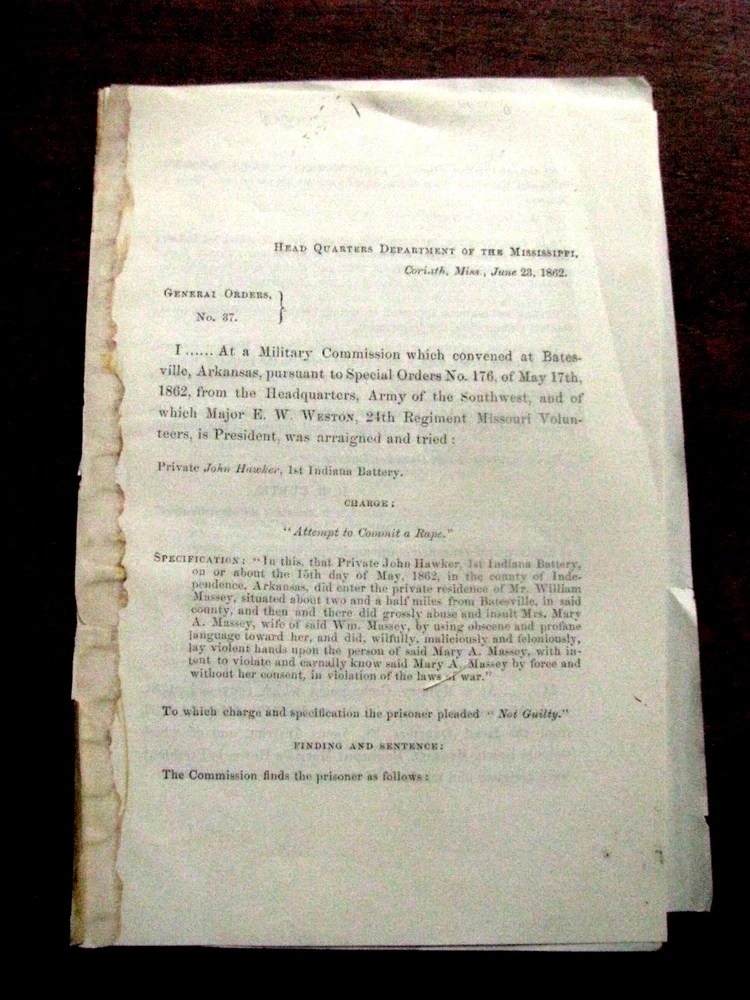 HEAD QUARTERS DEPARTMENT OF THE MISSISSIPPI,
Corinth, Miss., June 23, 1862.
GENERAL ORDERS, }
No. 37.
I...... At a Military Commission which convened at Bates-
ville, Arkansas, pursuant to Special Orders No. 176, of May 17th,
1862, from the Headquarters, Army of the Southwest, and of
which Major E. W. WESTON, 24th Regiment Missouri Volun-
teers, is President, was arraigned and tried :
Private John Hawker, 1st Indiana Battery.
CHARGE :
"Attempt to Commit a Rape."
SPECIFICATION : "In this, that Private John Hawker, 1st Indiana Battery,
on or about the 15th day of May, 1862, in the county of Inde-
pendence, Arkansas, did enter the private residence of Mr. William
Massey, situated about two and a half miles from Batesville, in said
county, and then and there did grossly abuse and insult Mrs. Mary
A. Massey, wife of said Wm. Massey, by using obscene and profane
language toward her, and did, wilfully, maliciously and feloniously,
lay violent hands upon the person of said Mary A. Massey, with in-
tent to violate and carnally know said Mary A. Massey by force and
without her consent, in violation of the laws of war."
To which charge and specification the prisoner pleaded "Not Guilty."
FINDING AND SENTENCE :
The Commission finds the prisoner as follows :